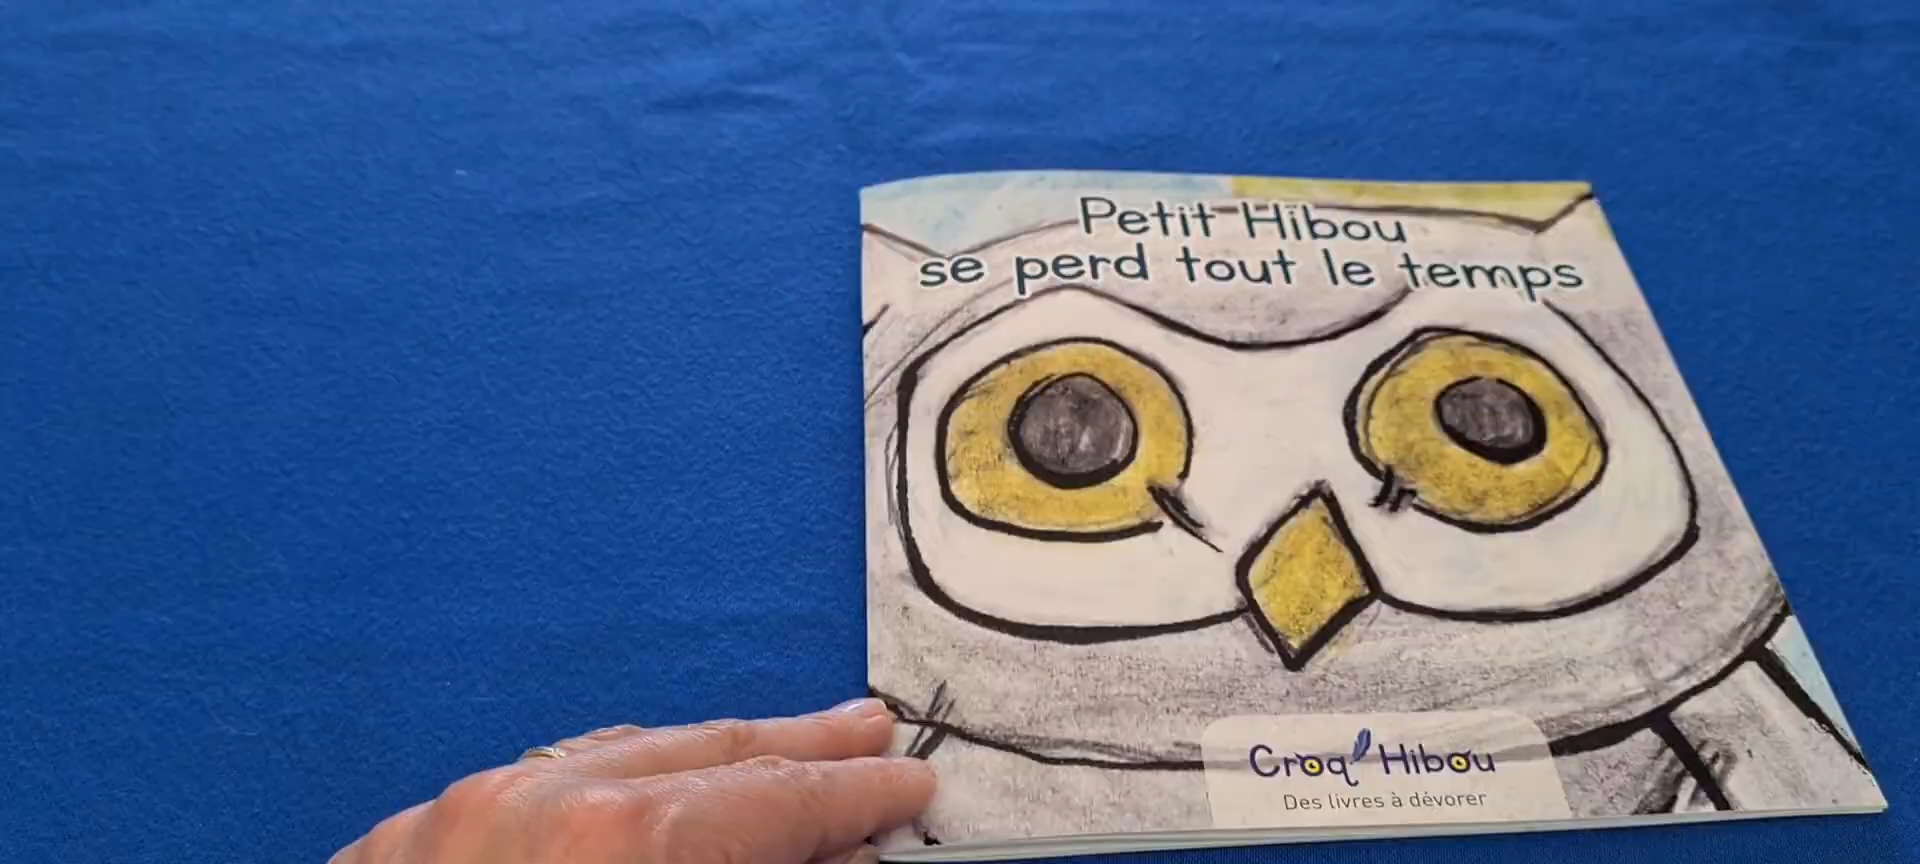 Petit Hibou
se perd tout le temps
Croq' Hibou
Des livres à dévorer